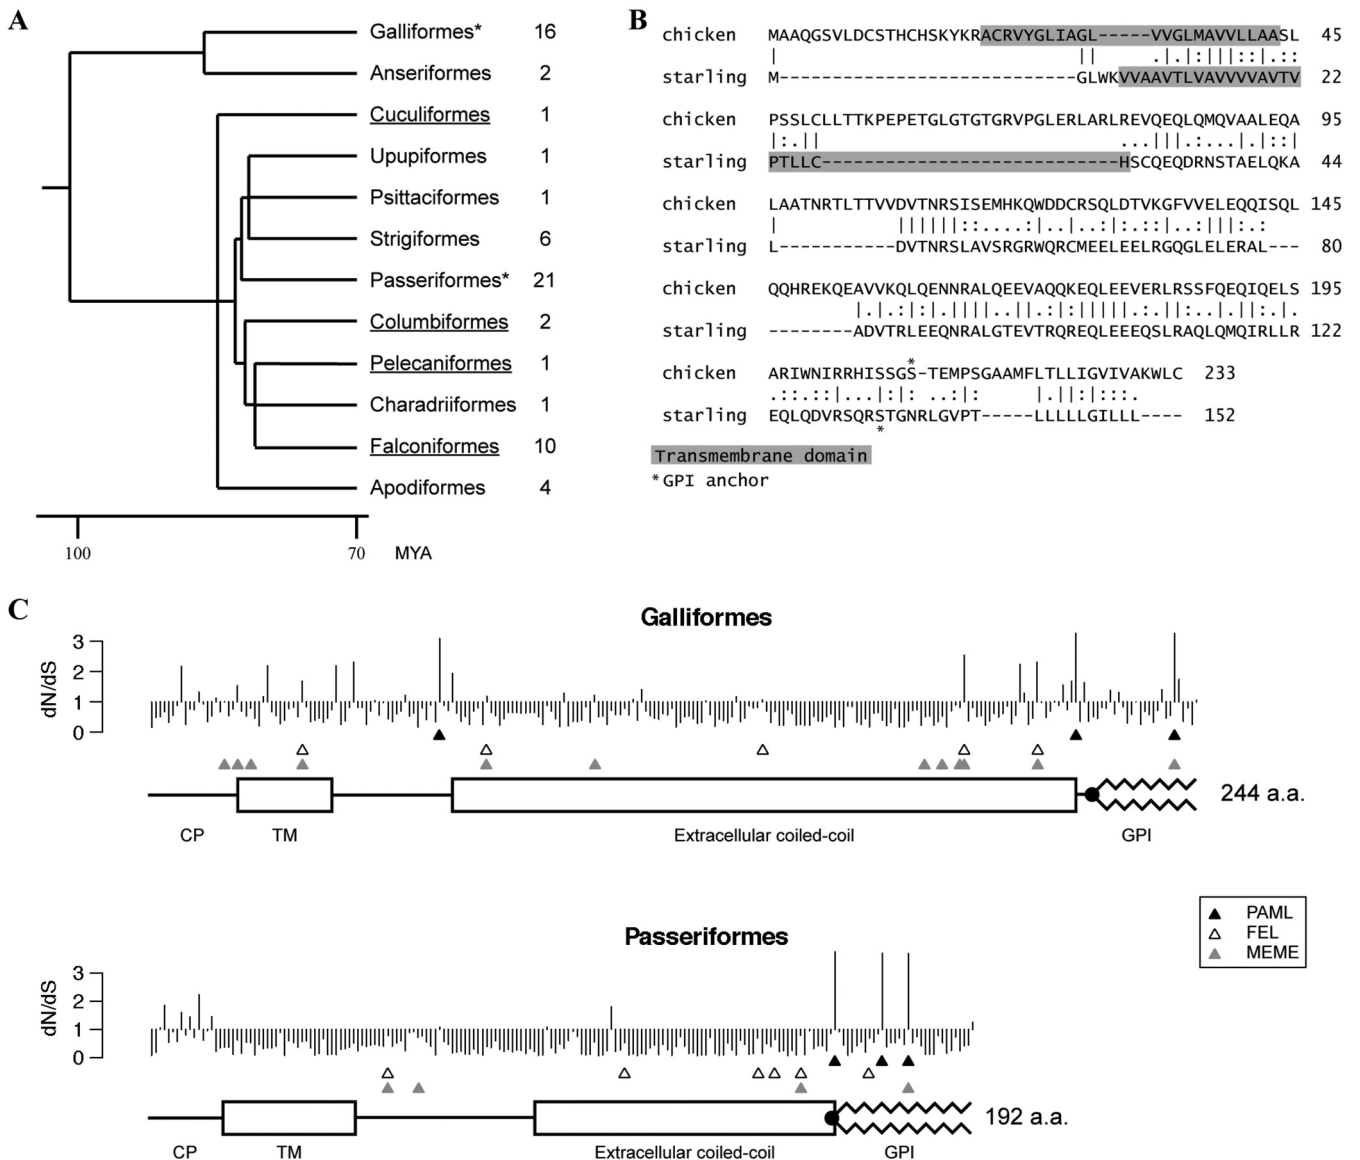 A
Galliformes* 16
Anseriformes 2
Cuculiformes 1
Upupiformes 1
Psittaciformes 1
Strigiformes 6
Passeriformes* 21
Columbiformes 2
Pelecaniformes 1
Charadriiformes 1
Falconiformes 10
Apodiformes 4
100 70 MYA
B
chicken MAAQGSVLDCSTHCHSKYKRACRVYGLIAGL-----VVGLMAVVLLAASL 45
| || .|.|:|||::|.::
starling M----------------------------GLWKVVAAVTLVAVVVVAVTV 22
chicken PSSLCLLTTKPEPETGLGTGTGRVPGLERLARLREVQEQLQMQVAALEQA 95
|:.|| ...:|||::...|.|::|
starling PTLLC----------------------------HSCQEQDRNSTAELQKA 44
chicken LAATNRTLTTVVDVTNRSISEMHKQWDDCRSQLDTVKGFVVELEQQISQL 145
starling L-----------DVTNRSLAVSRGRWQRCMEELEELRGQGLELERAL--- 80
chicken QQHREKQEAVVKQLQENNRALQEEVAQQKEQLEEVERLRSSFQEQIQELS 195
starling --------ADVTRLEEQNRALGTEVTRQREQLEEEQSLRAQLQMQIRLLR 122
*
chicken ARIWNIRRHISSGS-TEMPSGAAMFLTLLIGVIVAKWLC 233
starling EQLQDVRSQRSTGNRLGVPT-----LLLLLGILLL---- 152
*
Transmembrane domain
*GPI anchor
C
Galliformes
dN/dS
3
2
1
0
CP TM Extracellular coiled-coil GPI
244 a.a.
PAML
FEL
MEME
Passeriformes
dN/dS
3
2
1
0
CP TM Extracellular coiled-coil GPI
192 a.a.